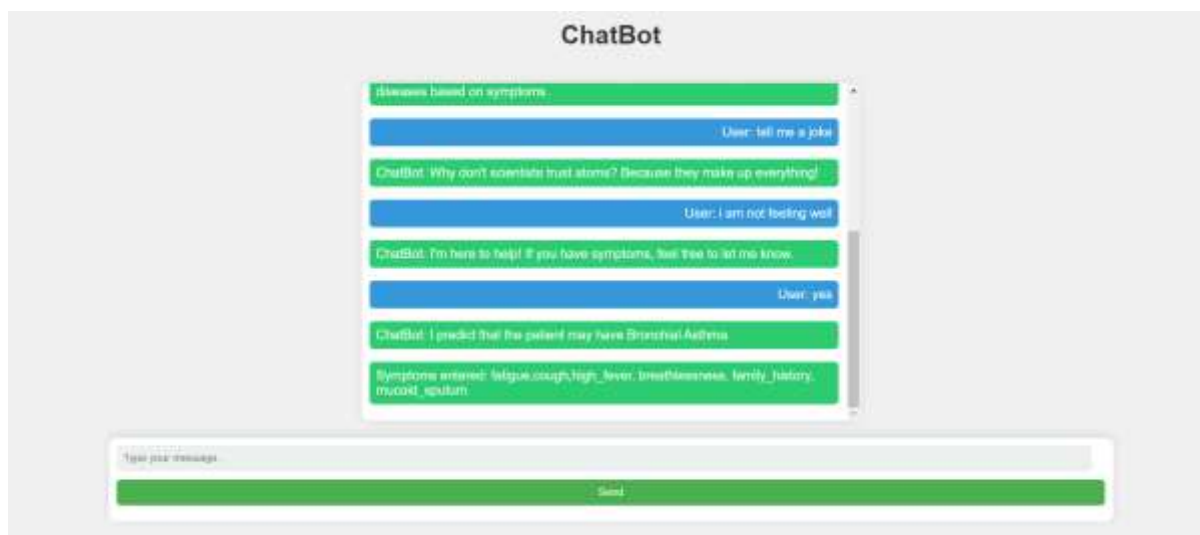 ChatBot
diseases based on symptoms.
User: tell me a joke
ChatBot: Why don't scientists trust atoms? Because they make up everything!
User: i am not feeling well
ChatBot: I'm here to help! If you have symptoms, feel free to let me know.
User: yes
ChatBot: I predict that the patient may have Bronchial Asthma
Symptoms entered: fatigue,cough,high_fever, breathlessness, family_history,
mucoid_sputum
Type your message...
Send